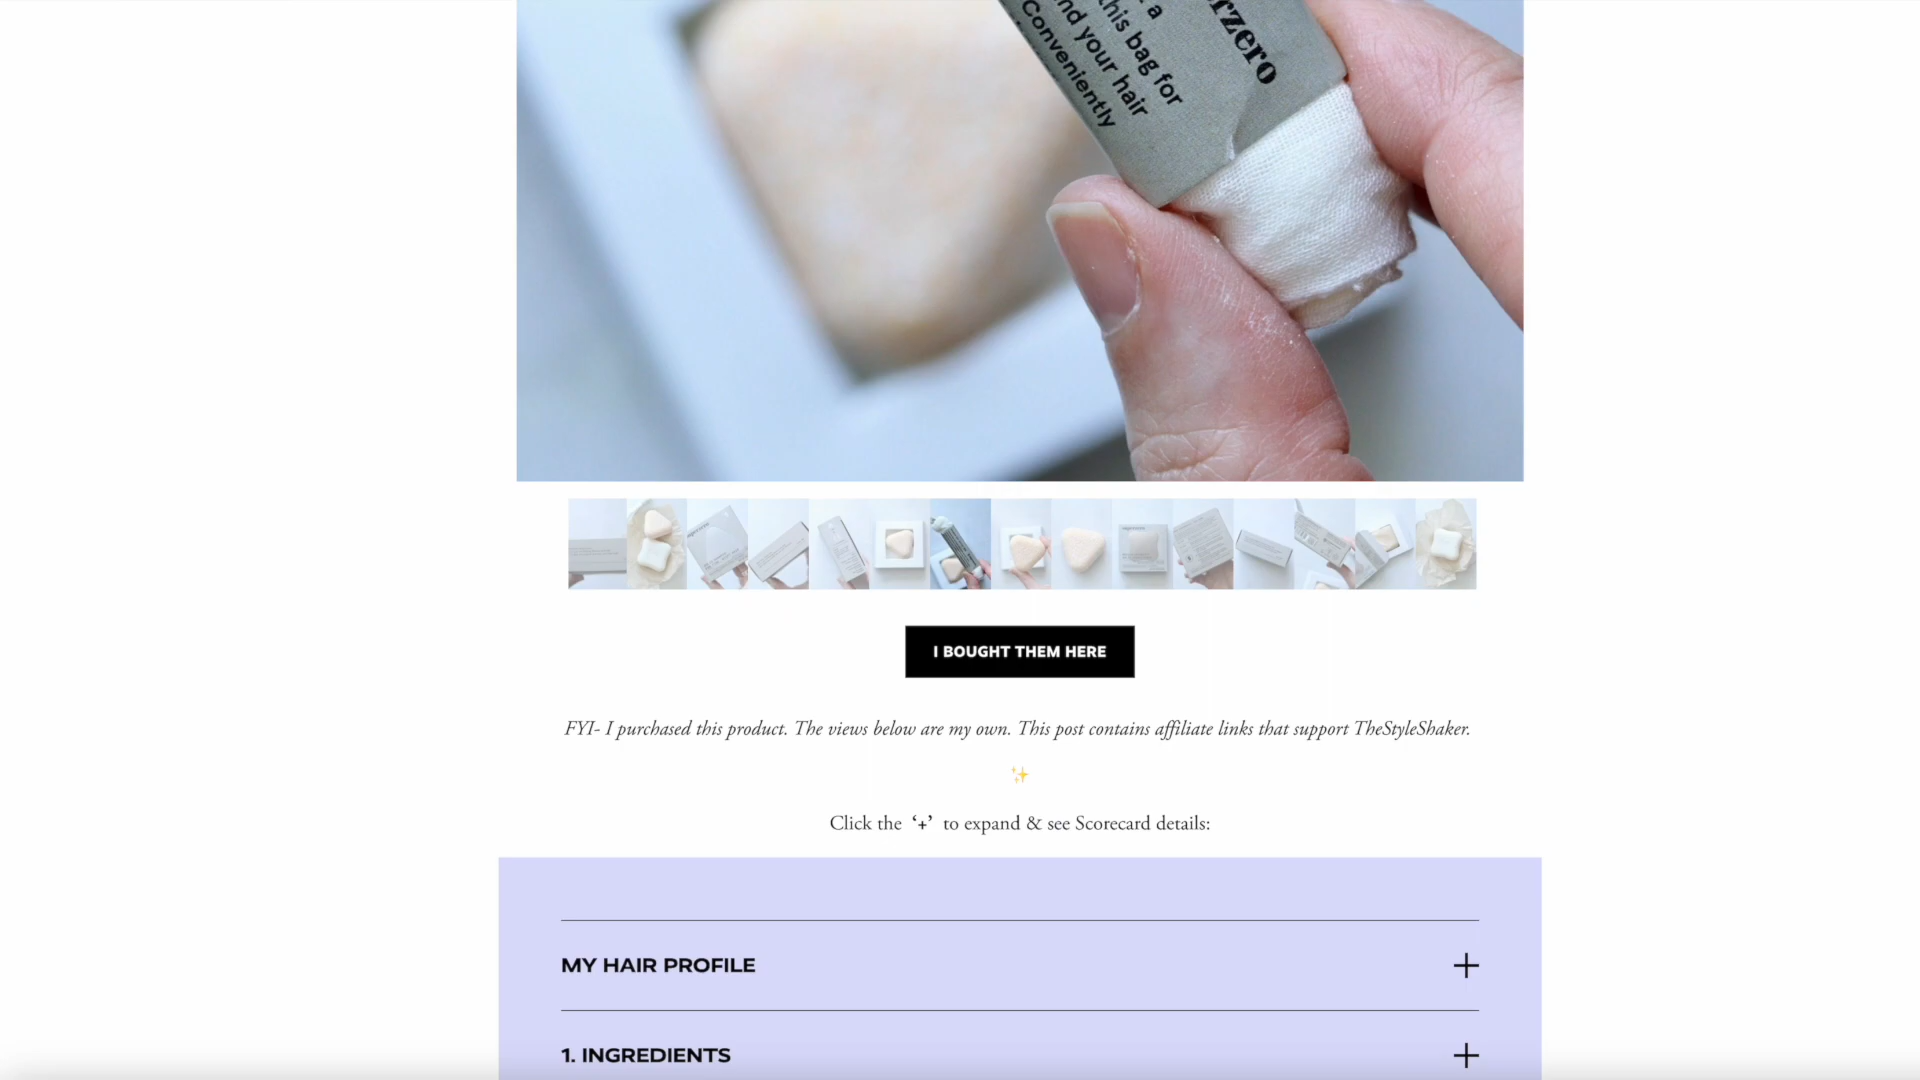 rzero
a
this bag for
nd your hair
Conveniently
I BOUGHT THEM HERE
FYI- I purchased this product. The views below are my own. This post contains affiliate links that support TheStyleShaker.
✨
Click the ‘+’ to expand & see Scorecard details:
MY HAIR PROFILE
1. INGREDIENTS